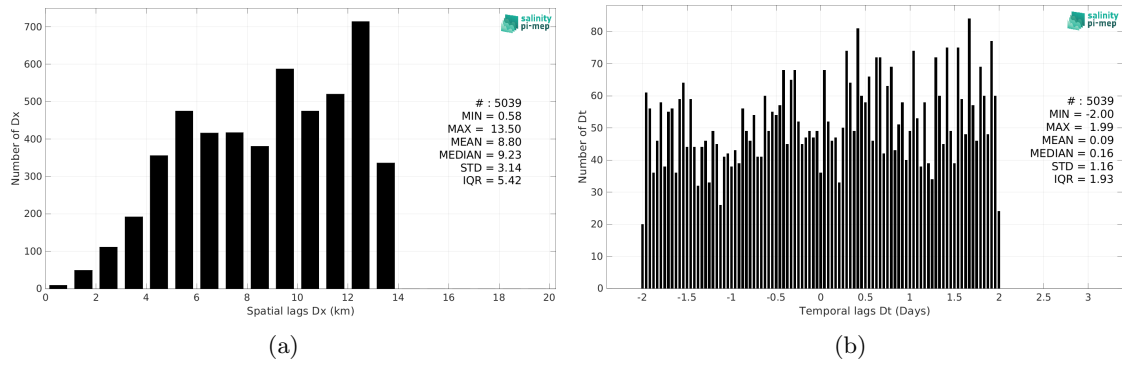 salinity
pi-mep
700
600
500
400
300
200
100
0
Number of Dx
# : 5039
MIN = 0.58
MAX = 13.50
MEAN = 8.80
MEDIAN = 9.23
STD = 3.14
IQR = 5.42
0 2 4 6 8 10 12 14 16 18 20
Spatial lags Dx (km)
(a)
salinity
pi-mep
80
70
60
50
40
30
20
10
0
Number of Dt
# : 5039
MIN = -2.00
MAX = 1.99
MEAN = 0.09
MEDIAN = 0.16
STD = 1.16
IQR = 1.93
-2 -1.5 -1 -0.5 0 0.5 1 1.5 2 2.5 3
Temporal lags Dt (Days)
(b)